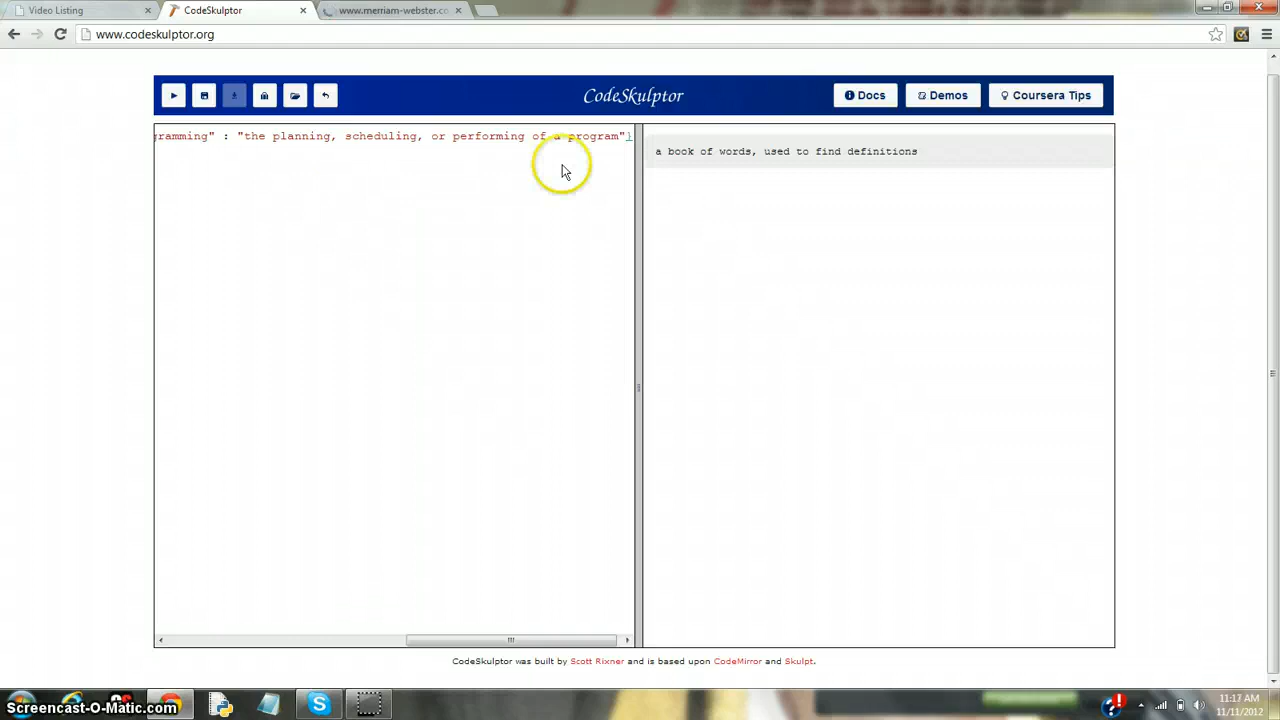 Video Listing
CodeSkulptor
www.merriam-webster.co
www.codeskulptor.org
CodeSkulptor
Docs
Demos
Coursera Tips
gramming" : "the planning, scheduling, or performing of a program"}
a book of words, used to find definitions
CodeSkulptor was built by Scott Rixner and is based upon CodeMirror and Skulpt.
11:17 AM
11/11/2012
Screencast-O-Matic.com